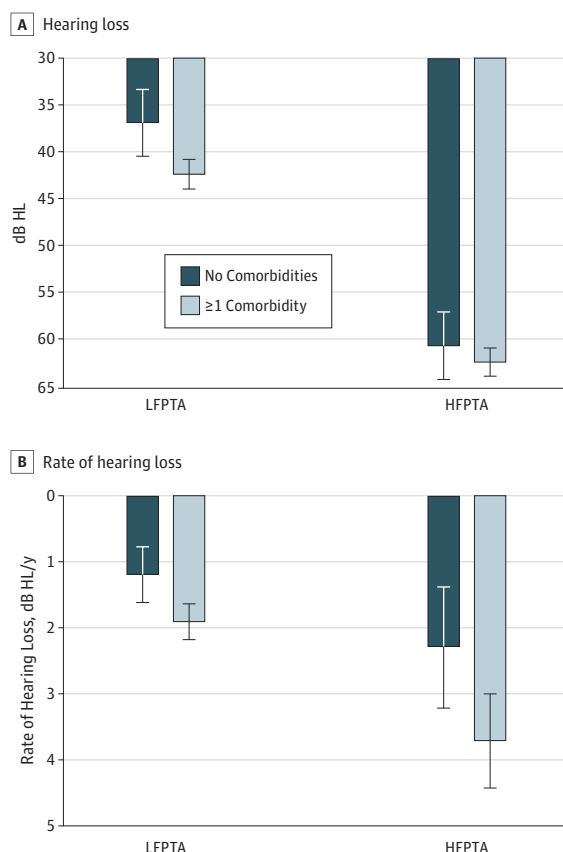 A Hearing loss
30
35
40
45
50
55
60
65
dB HL
No Comorbidities
≥1 Comorbidity
LFPTA HFPTA
B Rate of hearing loss
0
1
2
3
4
5
Rate of Hearing Loss, dB HL/y
LFPTA HFPTA